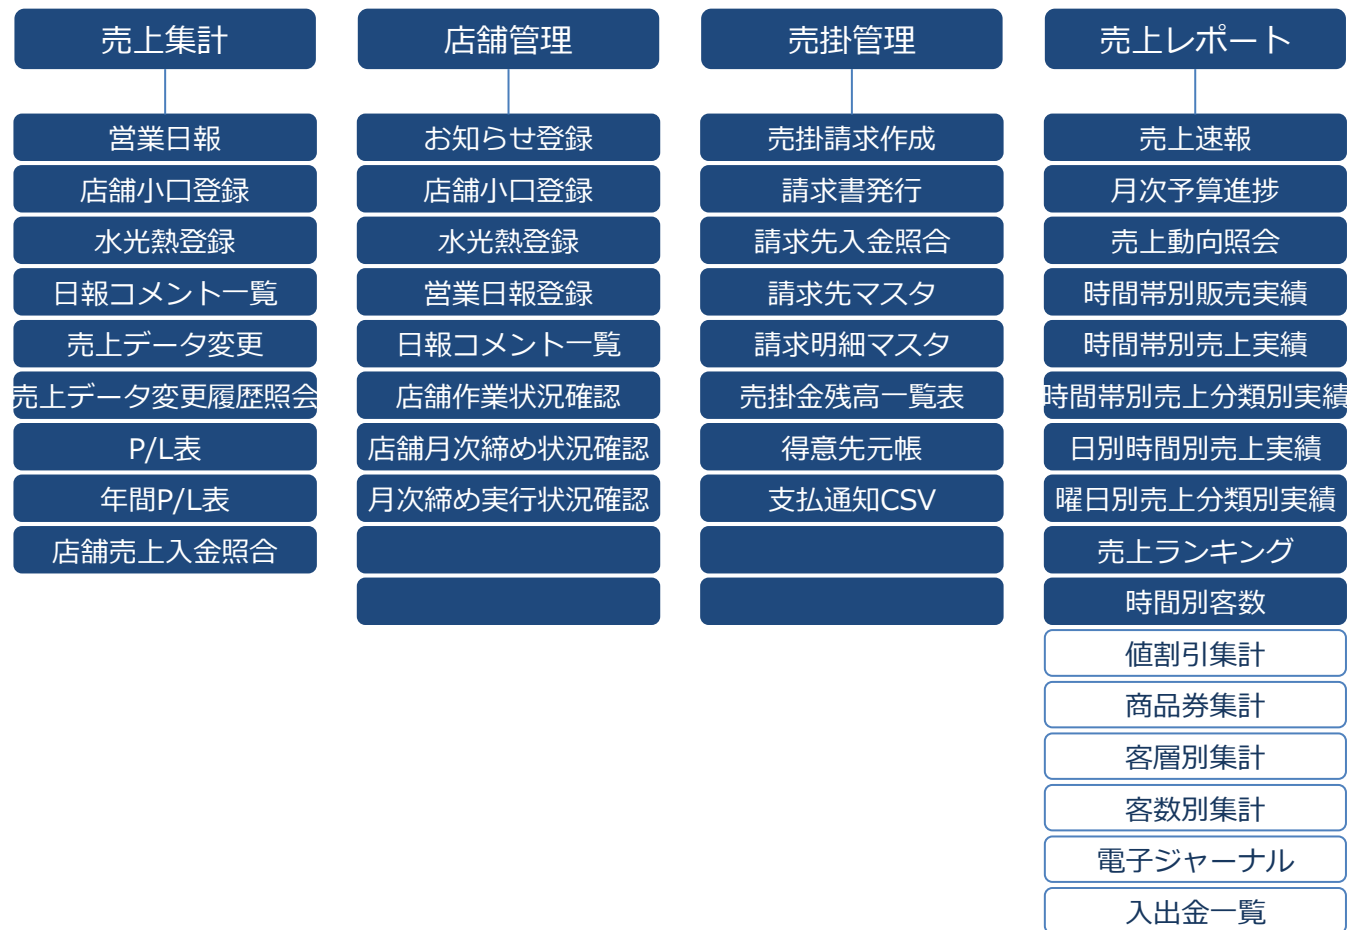 売上集計
営業日報
店舗小口登録
水光熱登録
日報コメント一覧
売上データ変更
売上データ変更履歴照会
P/L表
年間P/L表
店舗売上入金照合
店舗管理
お知らせ登録
店舗小口登録
水光熱登録
営業日報登録
日報コメント一覧
店舗作業状況確認
店舗月次締め状況確認
月次締め実行状況確認
売掛管理
売掛請求作成
請求書発行
請求先入金照合
請求先マスタ
請求明細マスタ
売掛金残高一覧表
得意先元帳
支払通知CSV
売上レポート
売上速報
月次予算進捗
売上動向照会
時間帯別販売実績
時間帯別売上実績
時間帯別売上分類別実績
日別時間別売上実績
曜日別売上分類別実績
売上ランキング
時間別客数
値割引集計
商品券集計
客層別集計
客数別集計
電子ジャーナル
入出金一覧